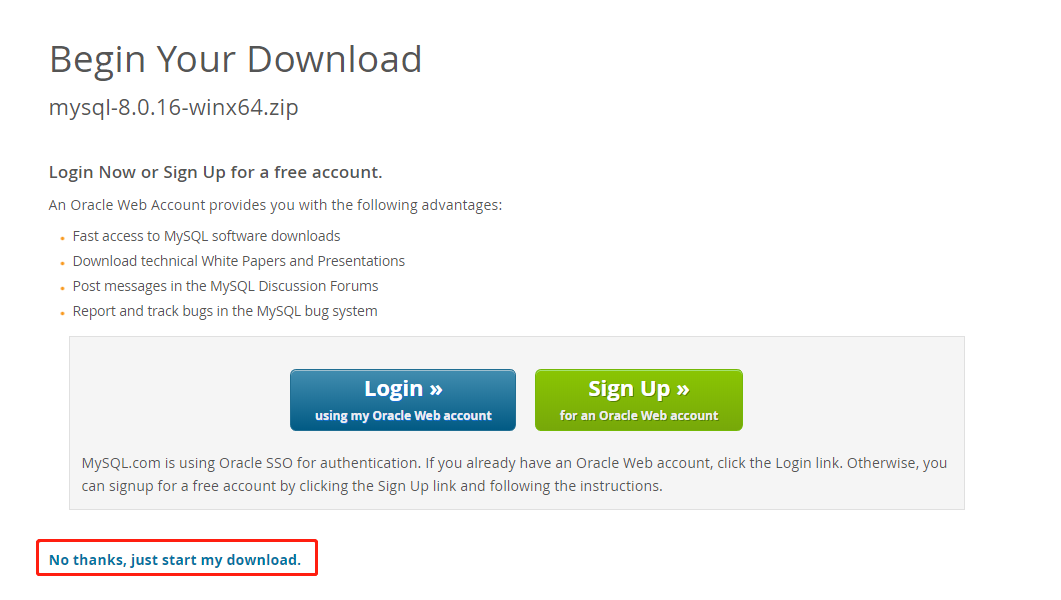 Begin Your Download
mysql-8.0.16-winx64.zip
Login Now or Sign Up for a free account.
An Oracle Web Account provides you with the following advantages:
Fast access to MySQL software downloads
Download technical White Papers and Presentations
Post messages in the MySQL Discussion Forums
Report and track bugs in the MySQL bug system
Login »
using my Oracle Web account
Sign Up »
for an Oracle Web account
MySQL.com is using Oracle SSO for authentication. If you already have an Oracle Web account, click the Login link. Otherwise, you
can signup for a free account by clicking the Sign Up link and following the instructions.
No thanks, just start my download.